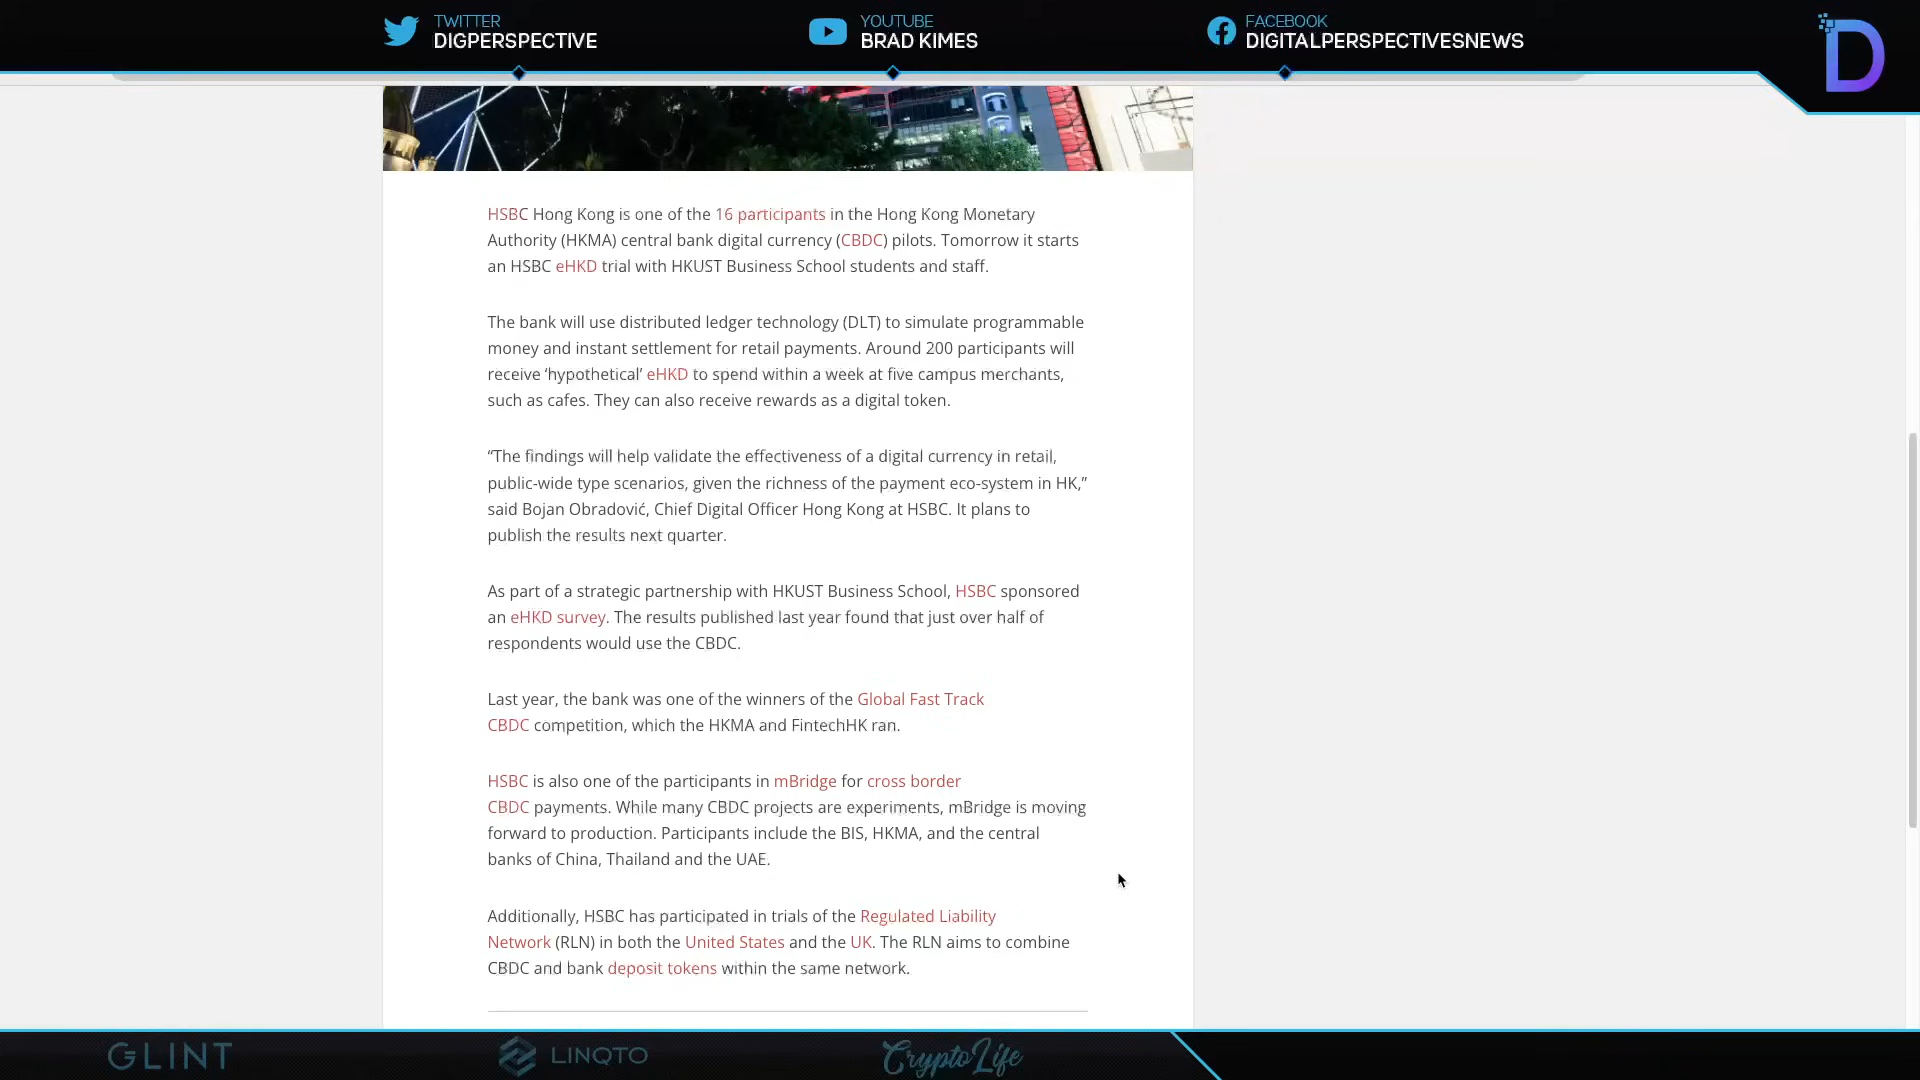 TWITTER
DIGPERSPECTIVE
YOUTUBE
BRAD KIMES
FACEBOOK
DIGITALPERSPECTIVESNEWS
D
HSBC Hong Kong is one of the 16 participants in the Hong Kong Monetary
Authority (HKMA) central bank digital currency (CBDC) pilots. Tomorrow it starts
an HSBC eHKD trial with HKUST Business School students and staff.
The bank will use distributed ledger technology (DLT) to simulate programmable
money and instant settlement for retail payments. Around 200 participants will
receive ‘hypothetical’ eHKD to spend within a week at five campus merchants,
such as cafes. They can also receive rewards as a digital token.
“The findings will help validate the effectiveness of a digital currency in retail,
public-wide type scenarios, given the richness of the payment eco-system in HK,”
said Bojan Obradović, Chief Digital Officer Hong Kong at HSBC. It plans to
publish the results next quarter.
As part of a strategic partnership with HKUST Business School, HSBC sponsored
an eHKD survey. The results published last year found that just over half of
respondents would use the CBDC.
Last year, the bank was one of the winners of the Global Fast Track
CBDC competition, which the HKMA and FintechHK ran.
HSBC is also one of the participants in mBridge for cross border
CBDC payments. While many CBDC projects are experiments, mBridge is moving
forward to production. Participants include the BIS, HKMA, and the central
banks of China, Thailand and the UAE.
Additionally, HSBC has participated in trials of the Regulated Liability
Network (RLN) in both the United States and the UK. The RLN aims to combine
CBDC and bank deposit tokens within the same network.
GLINT
LINQTO
CryptoLife